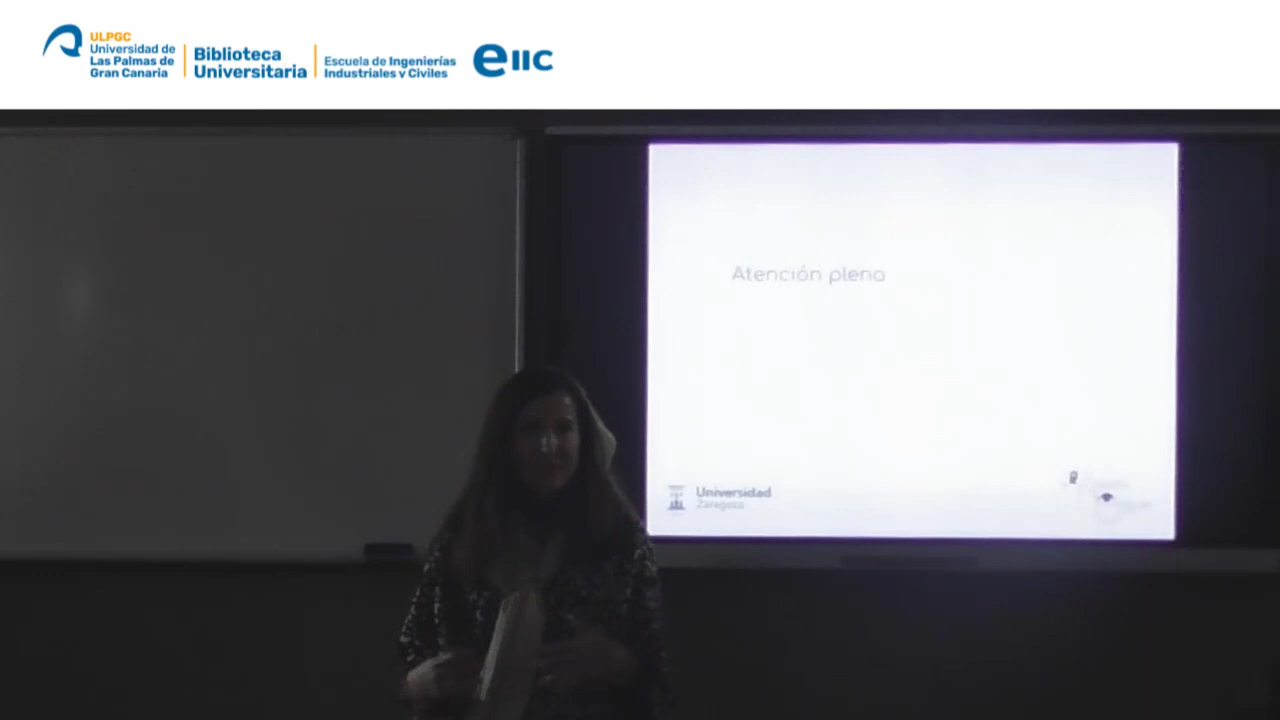 ULPGC
Universidad de
Las Palmas de
Gran Canaria
Biblioteca
Universitaria
Escuela de Ingenierías
Industriales y Civiles
eIIC
Atención plena
Universidad
Zaragoza